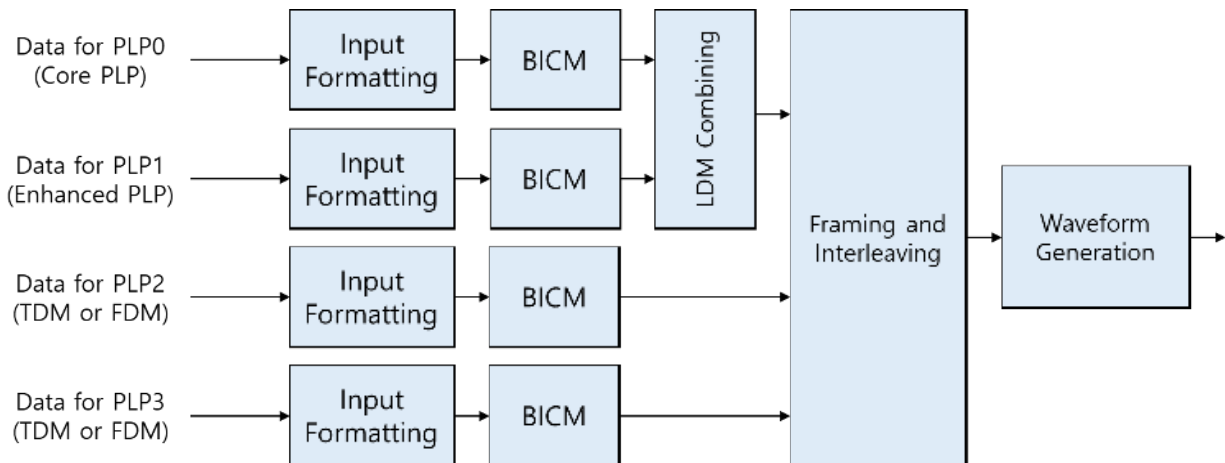 Data for PLP0
(Core PLP)
Input
Formatting
BICM
LDM Combining
Data for PLP1
(Enhanced PLP)
Input
Formatting
BICM
Framing and
Interleaving
Waveform
Generation
Data for PLP2
(TDM or FDM)
Input
Formatting
BICM
Data for PLP3
(TDM or FDM)
Input
Formatting
BICM